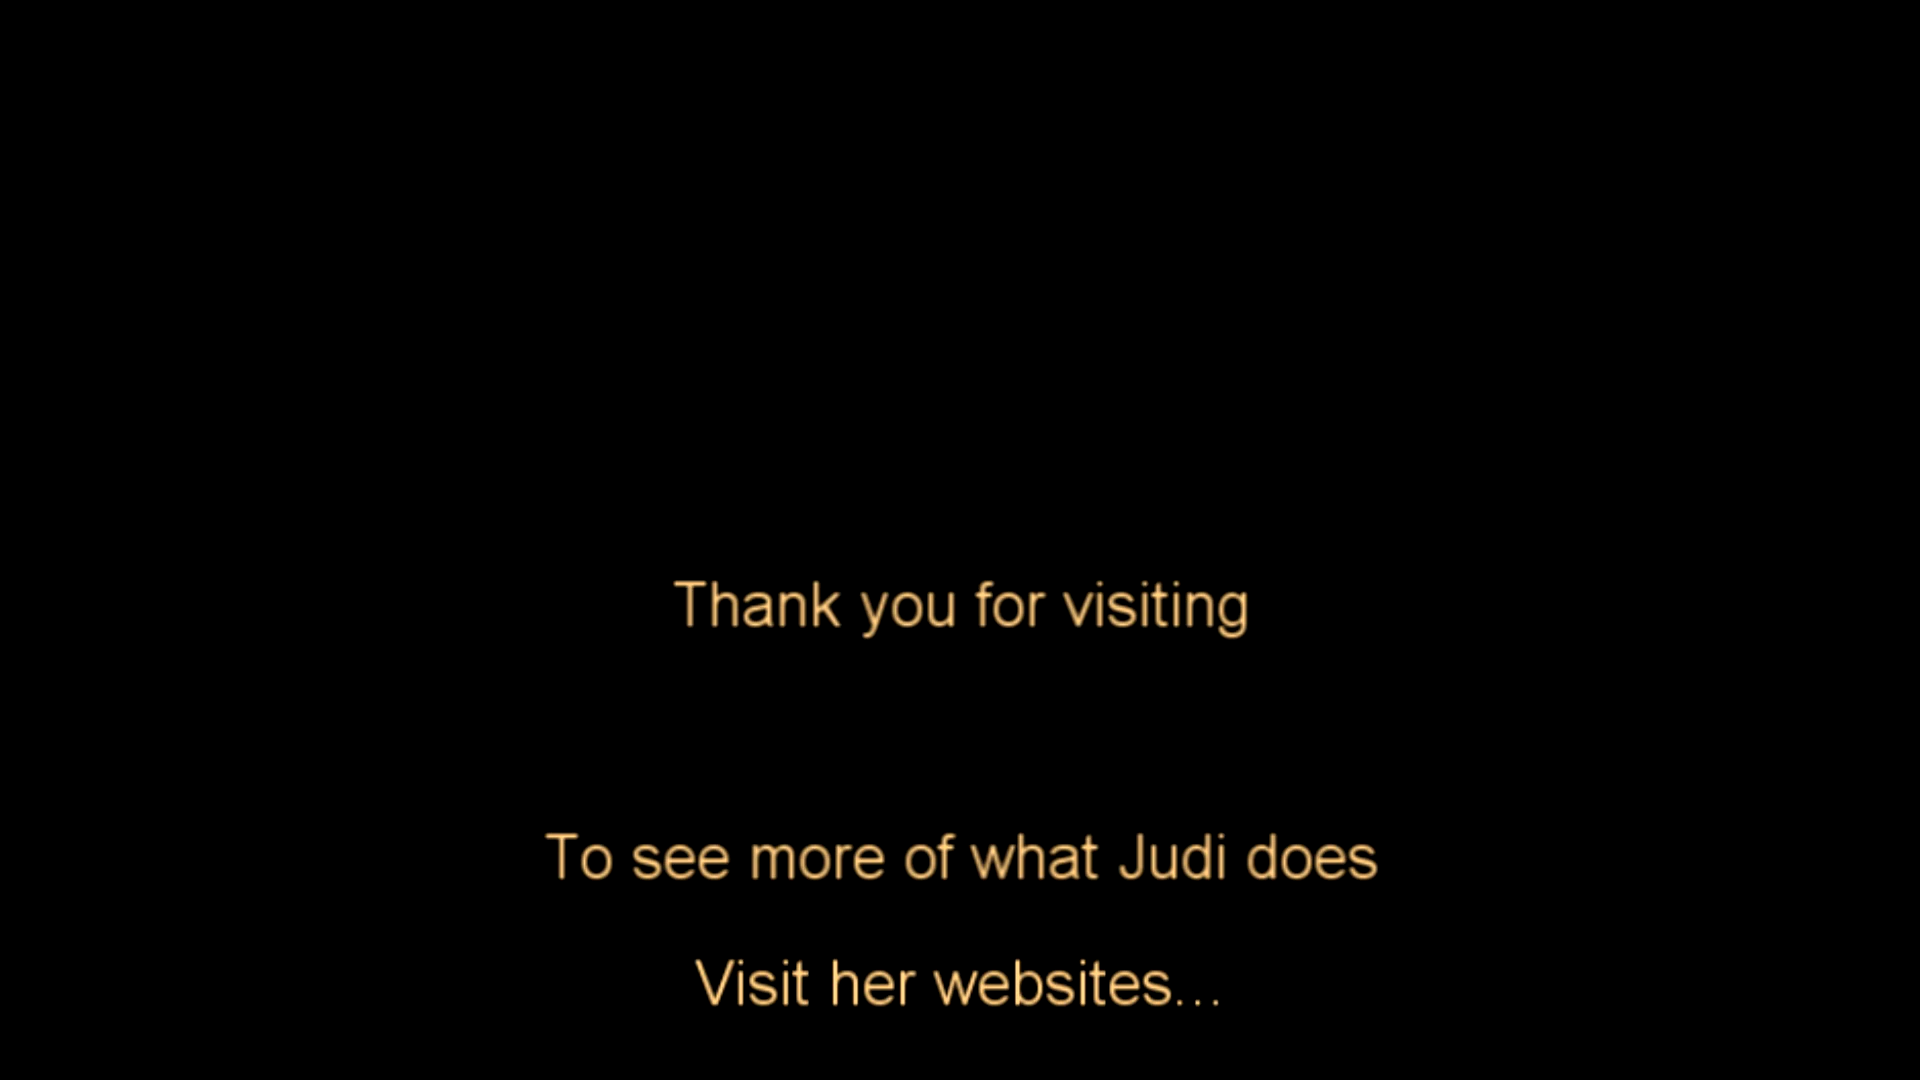 Thank you for visiting
To see more of what Judi does
Visit her websites...